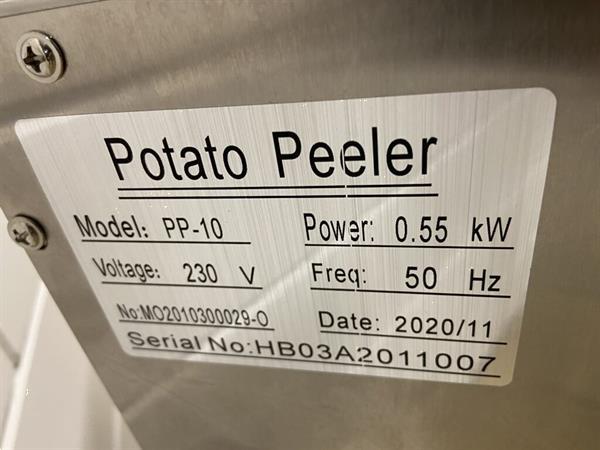 Potato Peeler
Model: PP-10 Power: 0.55 kW
Voltage: 230 V Freq: 50 Hz
No:MO2010300029-O Date: 2020/11
Serial No:HB03A2011007